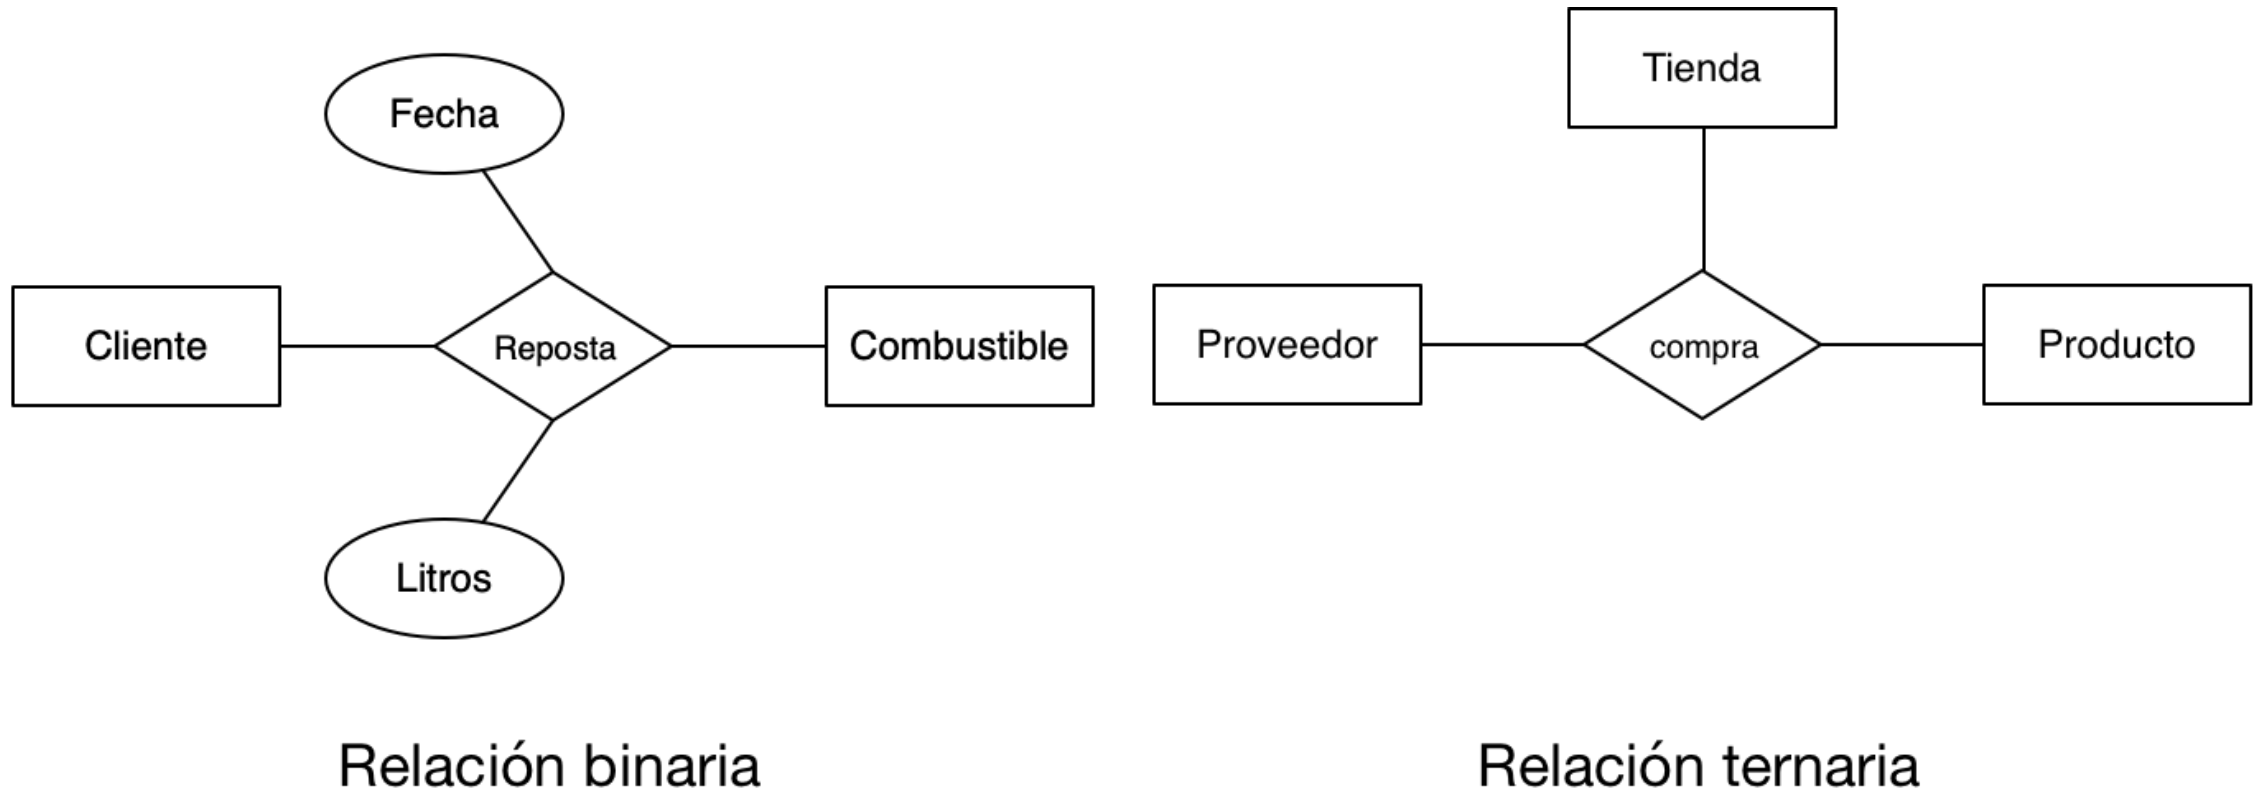 Fecha
Cliente
Reposta
Combustible
Litros
Relación binaria
Tienda
Proveedor
compra
Producto
Relación ternaria